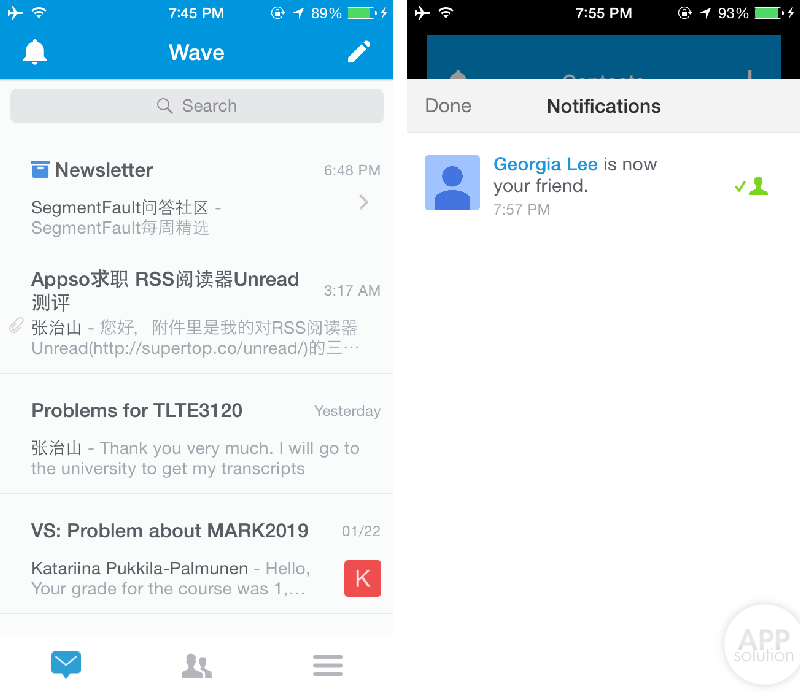 7:45 PM
89%
Wave
Search
Newsletter
6:48 PM
SegmentFault问答社区 -
SegmentFault每周精选
Appso求职 RSS阅读器Unread
测评
3:17 AM
张治山 - 您好，附件里是我的对RSS阅读器
Unread(http://supertop.co/unread/)的三…
Problems for TLTE3120
Yesterday
张治山 - Thank you very much. I will go to
the university to get my transcripts
VS: Problem about MARK2019
01/22
Katariina Pukkila-Palmunen - Hello,
Your grade for the course was 1,…
K
7:55 PM
93%
Contacts
Done
Notifications
Georgia Lee is now
your friend.
7:57 PM
APP
solution